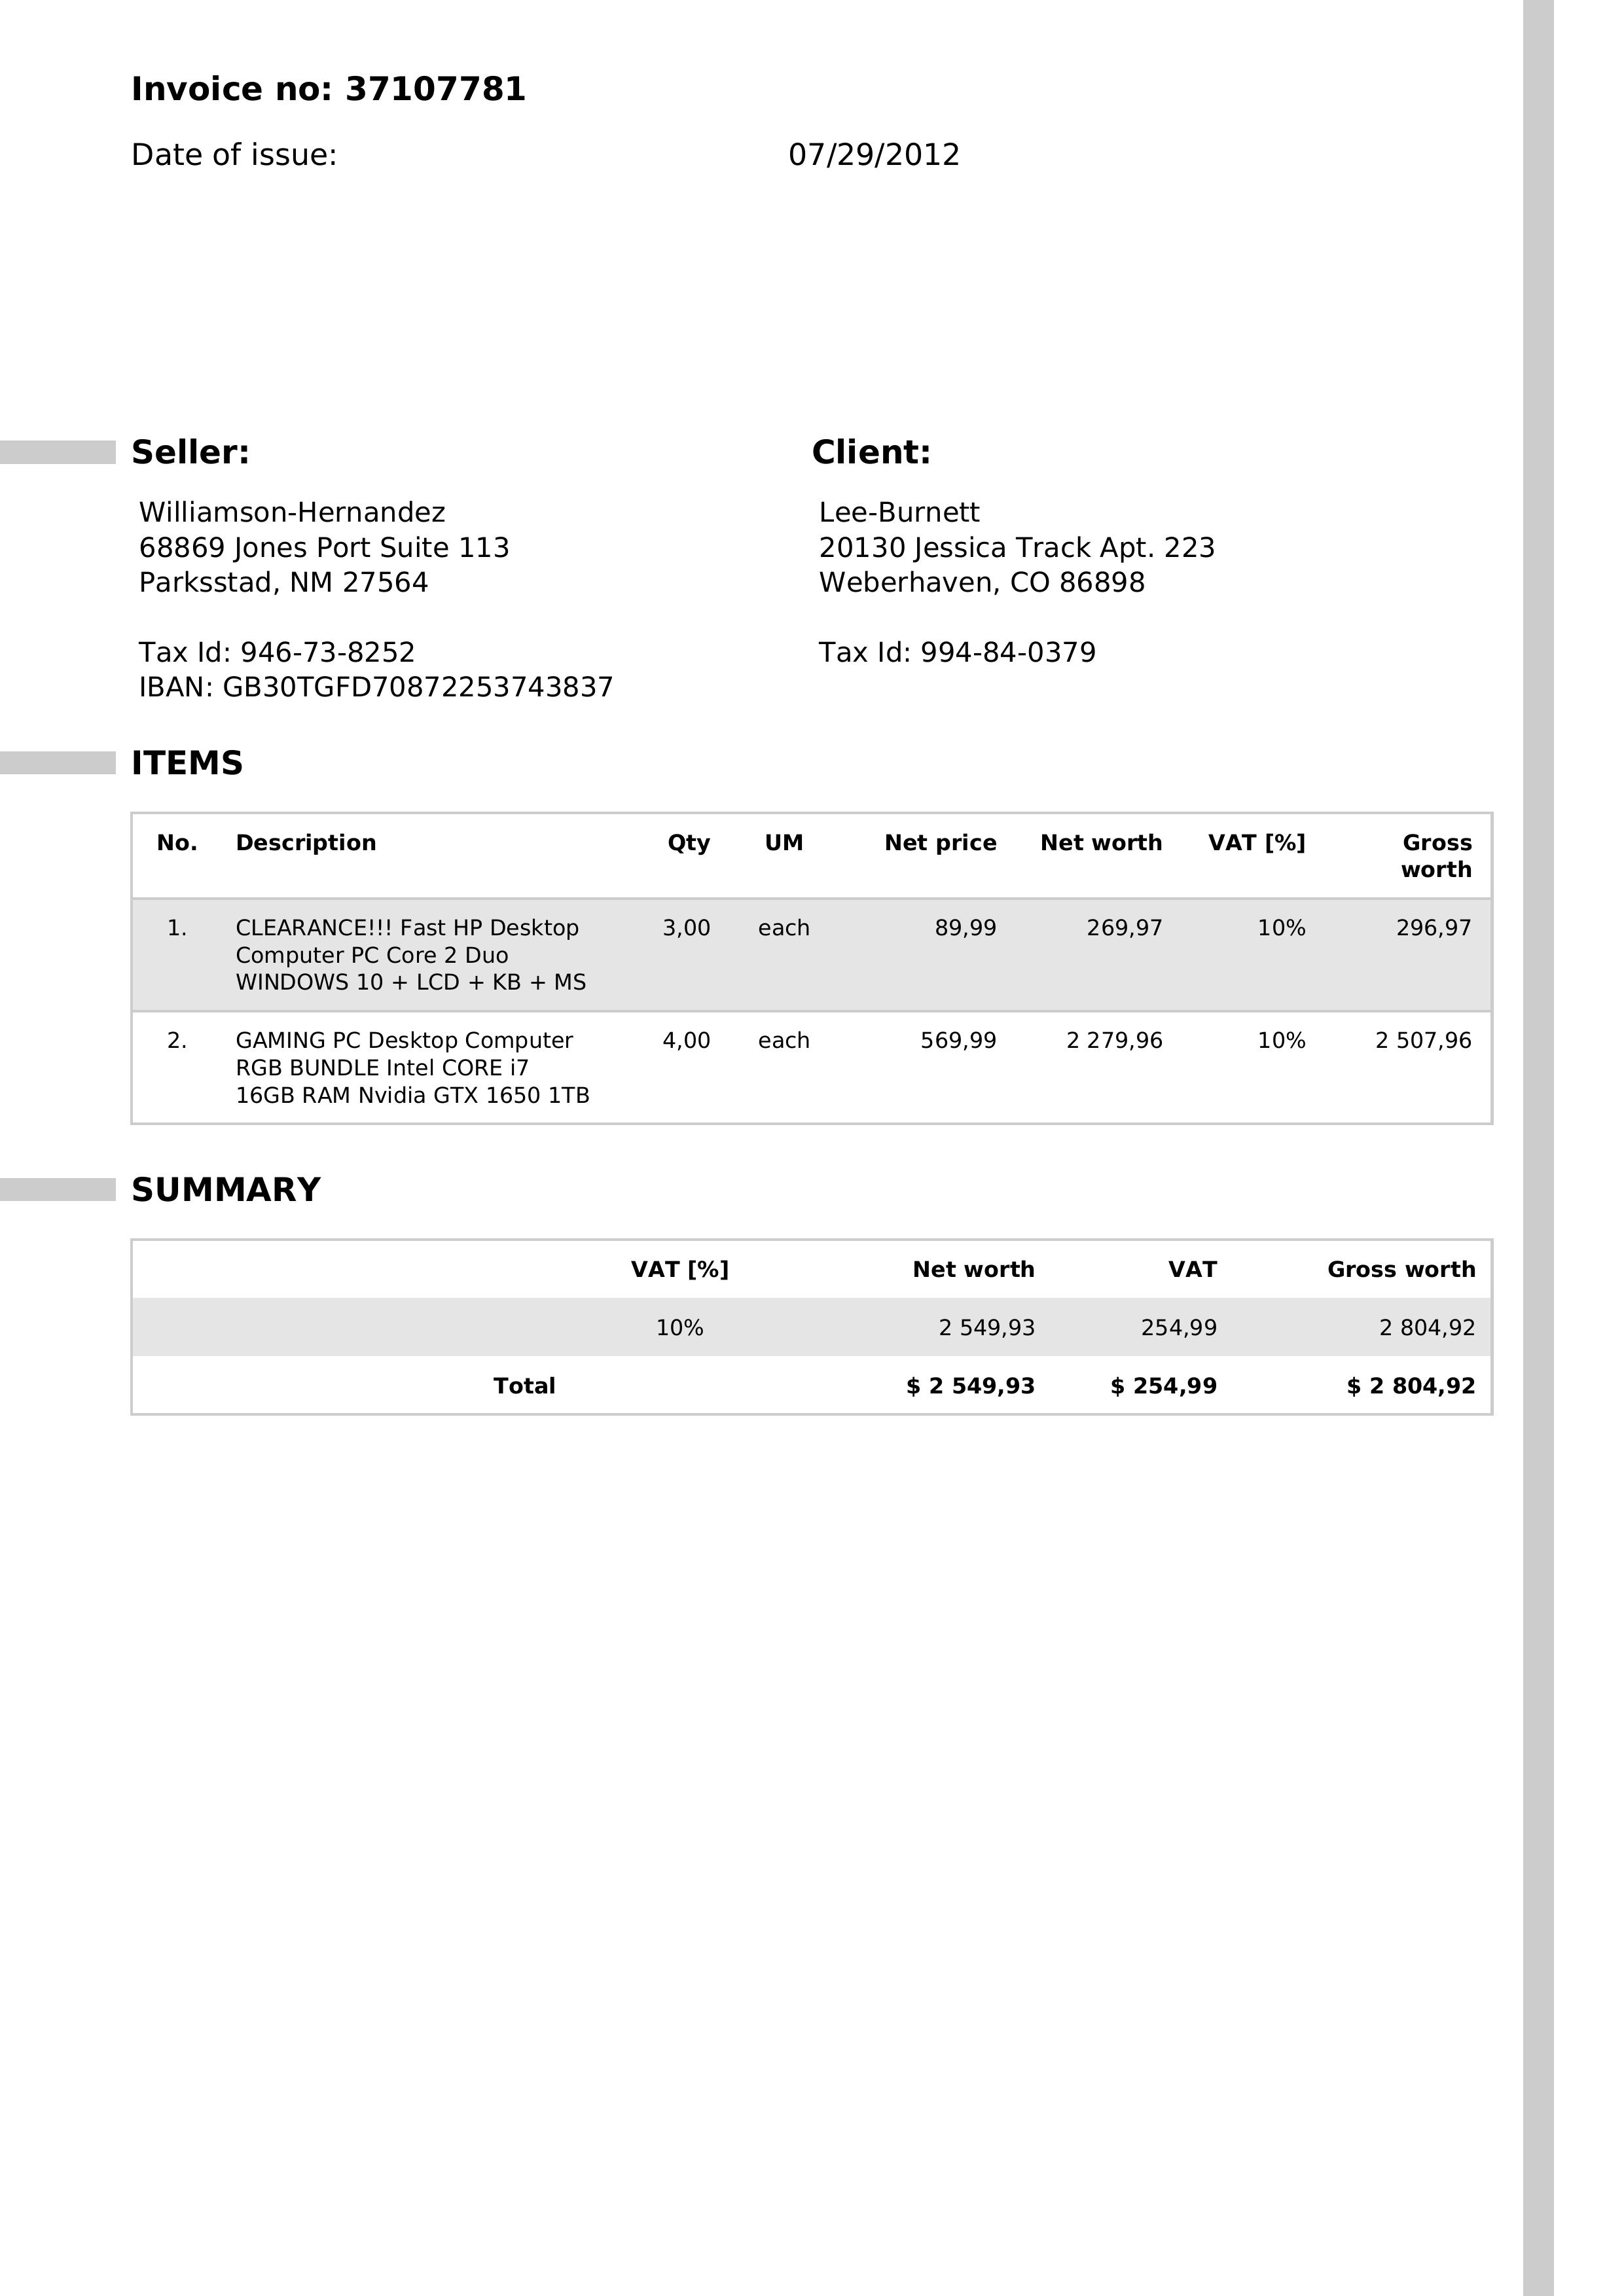 Invoice no: 37107781
Date of issue: 07/29/2012
Seller:
Williamson-Hernandez
68869 Jones Port Suite 113
Parksstad, NM 27564
Tax Id: 946-73-8252
IBAN: GB30TGFD70872253743837
Client:
Lee-Burnett
20130 Jessica Track Apt. 223
Weberhaven, CO 86898
Tax Id: 994-84-0379
ITEMS
No. Description Qty UM Net price Net worth VAT [%] Gross
worth
1. CLEARANCE!!! Fast HP Desktop 3,00 each 89,99 269,97 10% 296,97
Computer PC Core 2 Duo
WINDOWS 10 + LCD + KB + MS
2. GAMING PC Desktop Computer 4,00 each 569,99 2 279,96 10% 2 507,96
RGB BUNDLE Intel CORE i7
16GB RAM Nvidia GTX 1650 1TB
SUMMARY
VAT [%] Net worth VAT Gross worth
10% 2 549,93 254,99 2 804,92
Total $ 2 549,93 $ 254,99 $ 2 804,92